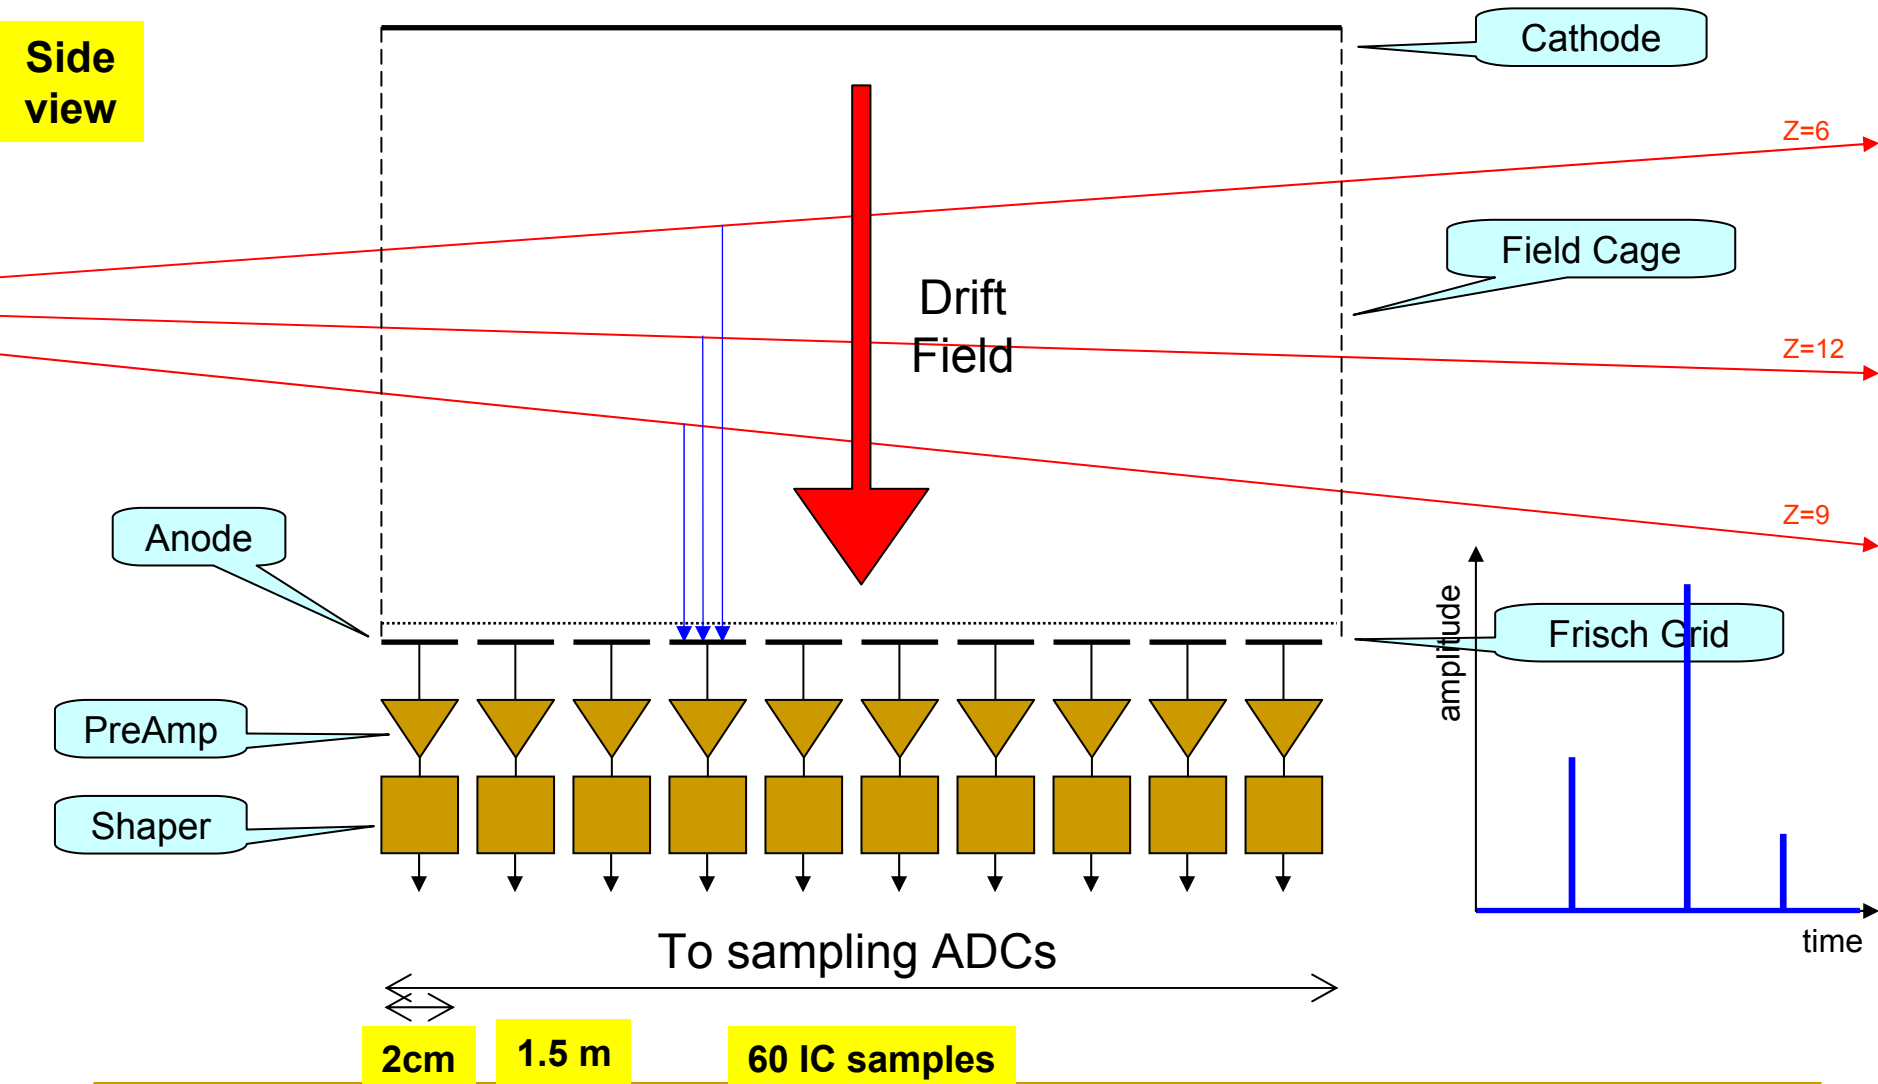 Side
view
Cathode
Z=6
Field Cage
Drift
Field
Z=12
Z=9
Anode
amplitude
Frisch Grid
PreAmp
Shaper
To sampling ADCs
time
2cm
1.5 m
60 IC samples